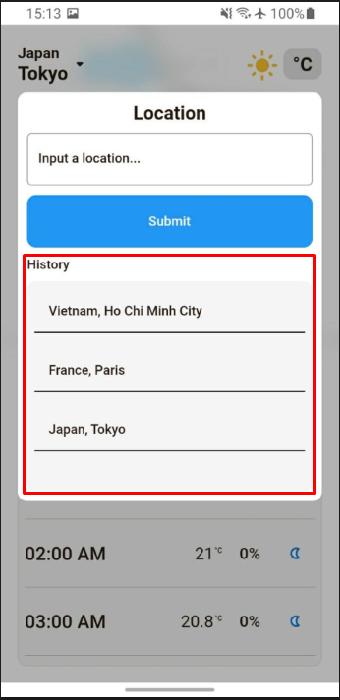 15:13 100%
Japan
Tokyo °C
Location
Input a location...
Submit
History
Vietnam, Ho Chi Minh City
France, Paris
Japan, Tokyo
02:00 AM 21°C 0%
03:00 AM 20.8°C 0%